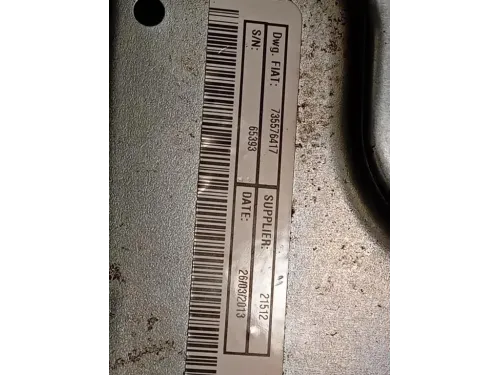 Dwg. FIAT: 735576417 SUPPLIER: 21512
S/N: 65393 DATE: 26/03/2013